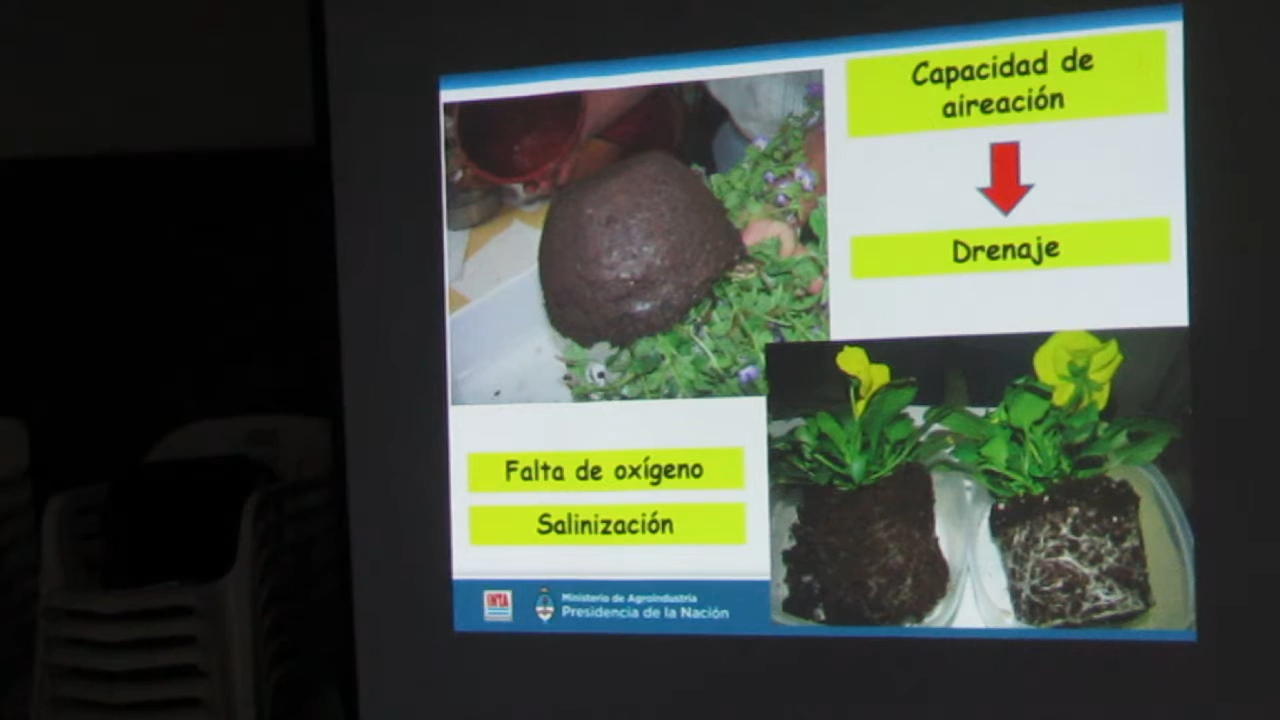 Capacidad de
aireación
Drenaje
Falta de oxígeno
Salinización
INTA
Ministerio de Agroindustria
Presidencia de la Nación